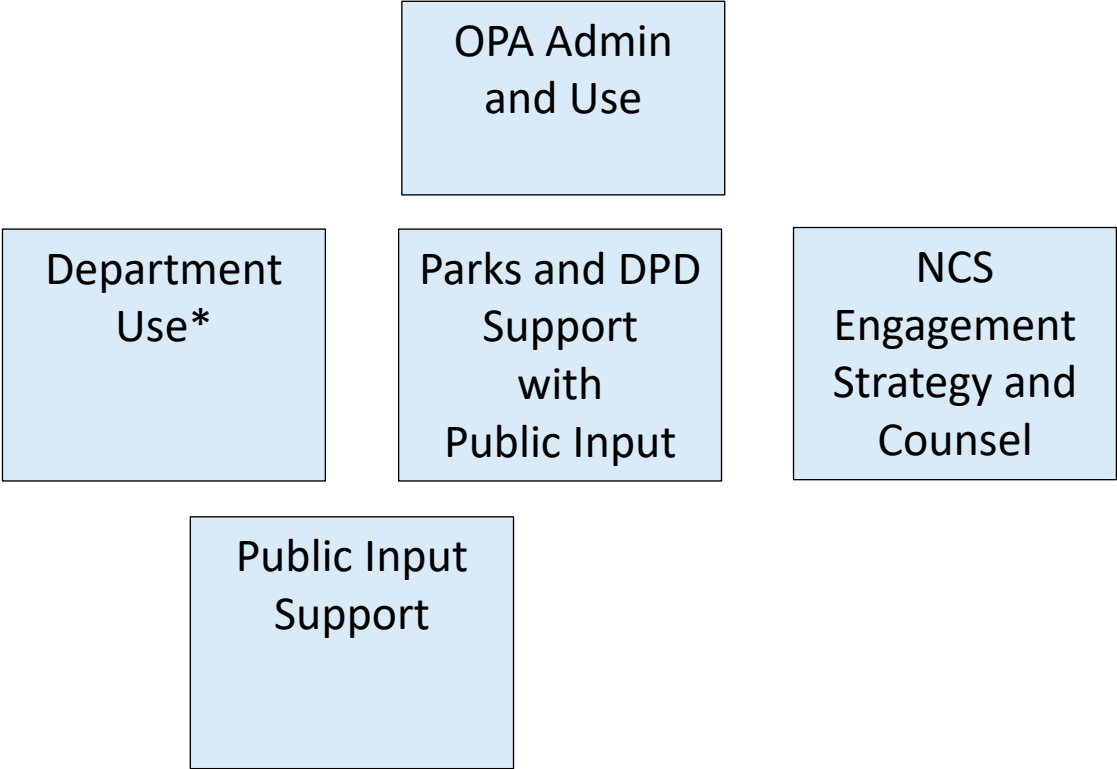 OPA Admin
and Use
Department
Use*
Parks and DPD
Support
with
Public Input
NCS
Engagement
Strategy and
Counsel
Public Input
Support